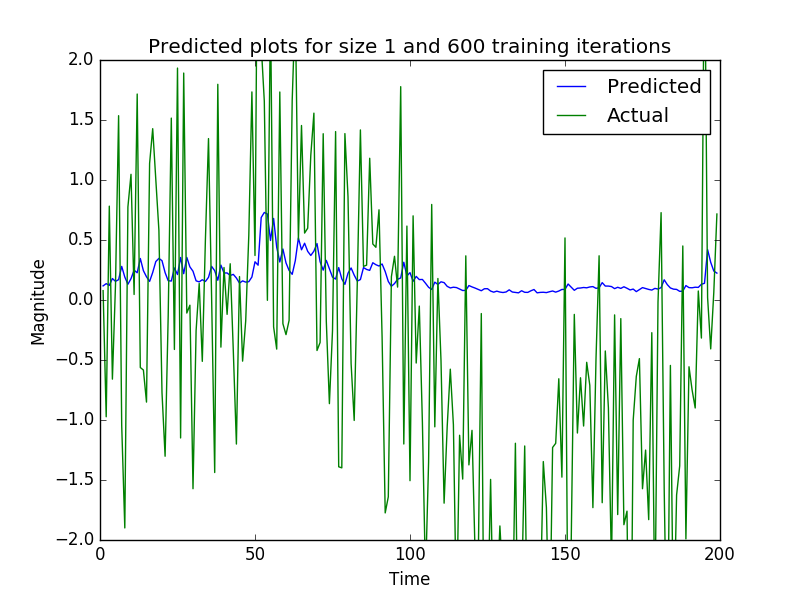 Predicted plots for size 1 and 600 training iterations
Predicted
Actual
Magnitude
2.0
1.5
1.0
0.5
0.0
−0.5
−1.0
−1.5
−2.0
0 50 100 150 200
Time